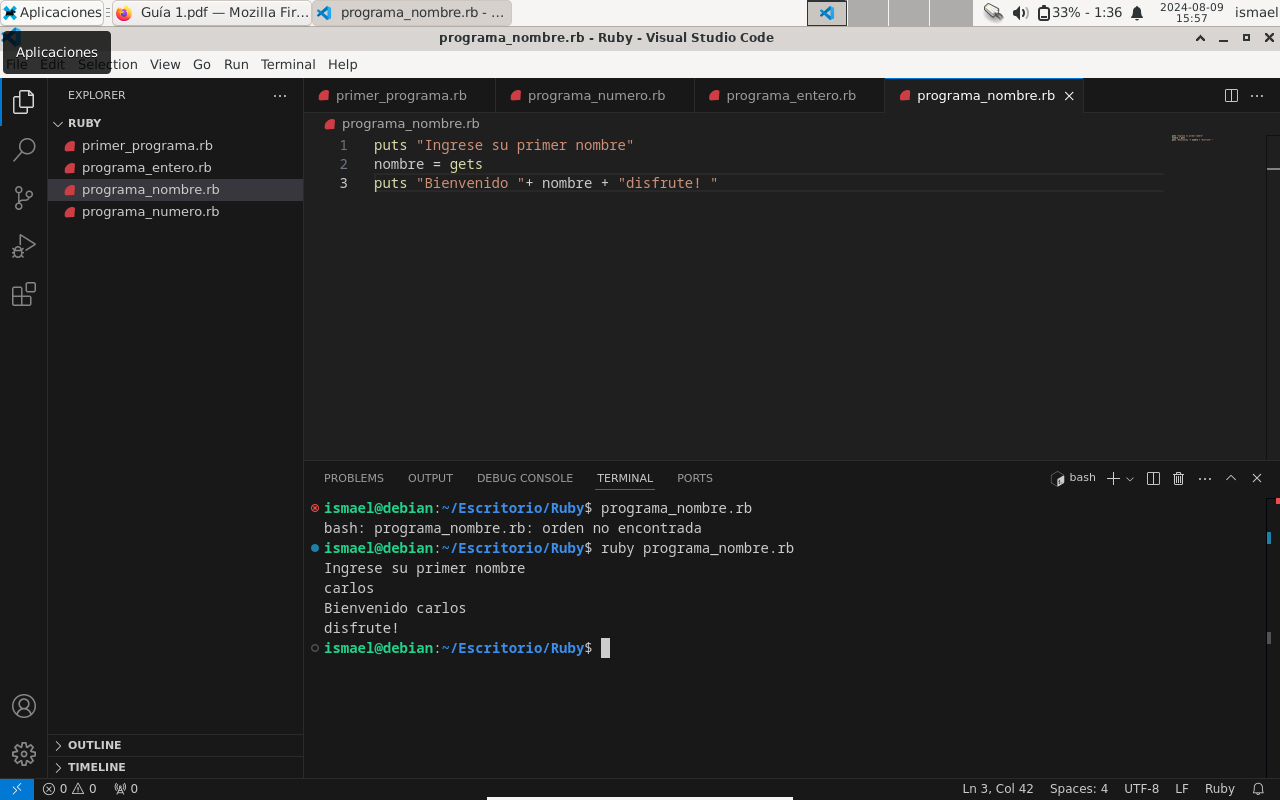 Aplicaciones
Guía 1.pdf — Mozilla Fir...
programa_nombre.rb - ...
33% - 1:36
2024-08-09
15:57
ismael
programa_nombre.rb - Ruby - Visual Studio Code
Aplicaciones
File Edit Selection View Go Run Terminal Help
EXPLORER
RUBY
primer_programa.rb
programa_entero.rb
programa_nombre.rb
programa_numero.rb
OUTLINE
TIMELINE
primer_programa.rb programa_numero.rb programa_entero.rb programa_nombre.rb
programa_nombre.rb
1 puts "Ingrese su primer nombre"
2 nombre = gets
3 puts "Bienvenido "+ nombre + "disfrute! "
PROBLEMS OUTPUT DEBUG CONSOLE TERMINAL PORTS
bash
ismael@debian:~/Escritorio/Ruby$ programa_nombre.rb
bash: programa_nombre.rb: orden no encontrada
ismael@debian:~/Escritorio/Ruby$ ruby programa_nombre.rb
Ingrese su primer nombre
carlos
Bienvenido carlos
disfrute!
ismael@debian:~/Escritorio/Ruby$
0 0 0
Ln 3, Col 42 Spaces: 4 UTF-8 LF Ruby